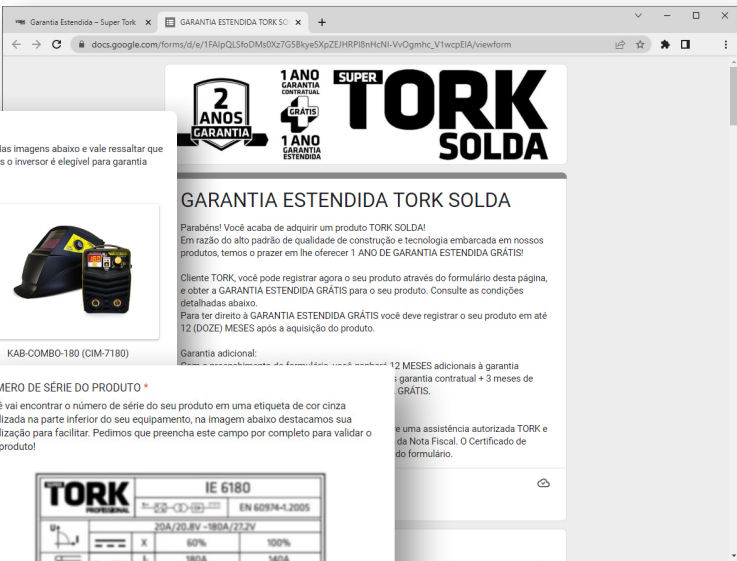 Garantia Estendida – Super Tork
GARANTIA ESTENDIDA TORK SO
docs.google.com/forms/d/e/1FAIpQLSfoDMs0Xz7G5Bkye5XpZEJHRPI8nHcNI-VvOgmhc_V1wcpEIA/viewform
2
ANOS
GARANTIA
1 ANO
GARANTIA
CONTRATUAL
GRÁTIS
1 ANO
GARANTIA
ESTENDIDA
SUPER
TORK
SOLDA
GARANTIA ESTENDIDA TORK SOLDA
Parabéns! Você acaba de adquirir um produto TORK SOLDA!
Em razão do alto padrão de qualidade de construção e tecnologia embarcada em nossos
produtos, temos o prazer em lhe oferecer 1 ANO DE GARANTIA ESTENDIDA GRÁTIS!
Cliente TORK, você pode registrar agora o seu produto através do formulário desta página,
e obter a GARANTIA ESTENDIDA GRÁTIS para o seu produto. Consulte as condições
detalhadas abaixo.
Para ter direito à GARANTIA ESTENDIDA GRÁTIS você deve registrar o seu produto em até
12 (DOZE) MESES após a aquisição do produto.
Garantia adicional:
12 MESES adicionais à garantia
garantia contratual + 3 meses de
GRÁTIS.
e uma assistência autorizada TORK e
da Nota Fiscal. O Certificado de
do formulário.
das imagens abaixo e vale ressaltar que
s o inversor é elegível para garantia
180
KAB-COMBO-180 (CIM-7180)
MERO DE SÉRIE DO PRODUTO *
ê vai encontrar o número de série do seu produto em uma etiqueta de cor cinza
lizada na parte inferior do seu equipamento, na imagem abaixo destacamos sua
lização para facilitar. Pedimos que preencha este campo por completo para validar o
produto!
SUPER
TORK
PROFESSIONAL
IE 6180
EN 60974-1:2005
20A/20.8V ~180A/27.2V
X 60% 100%
180A 140A